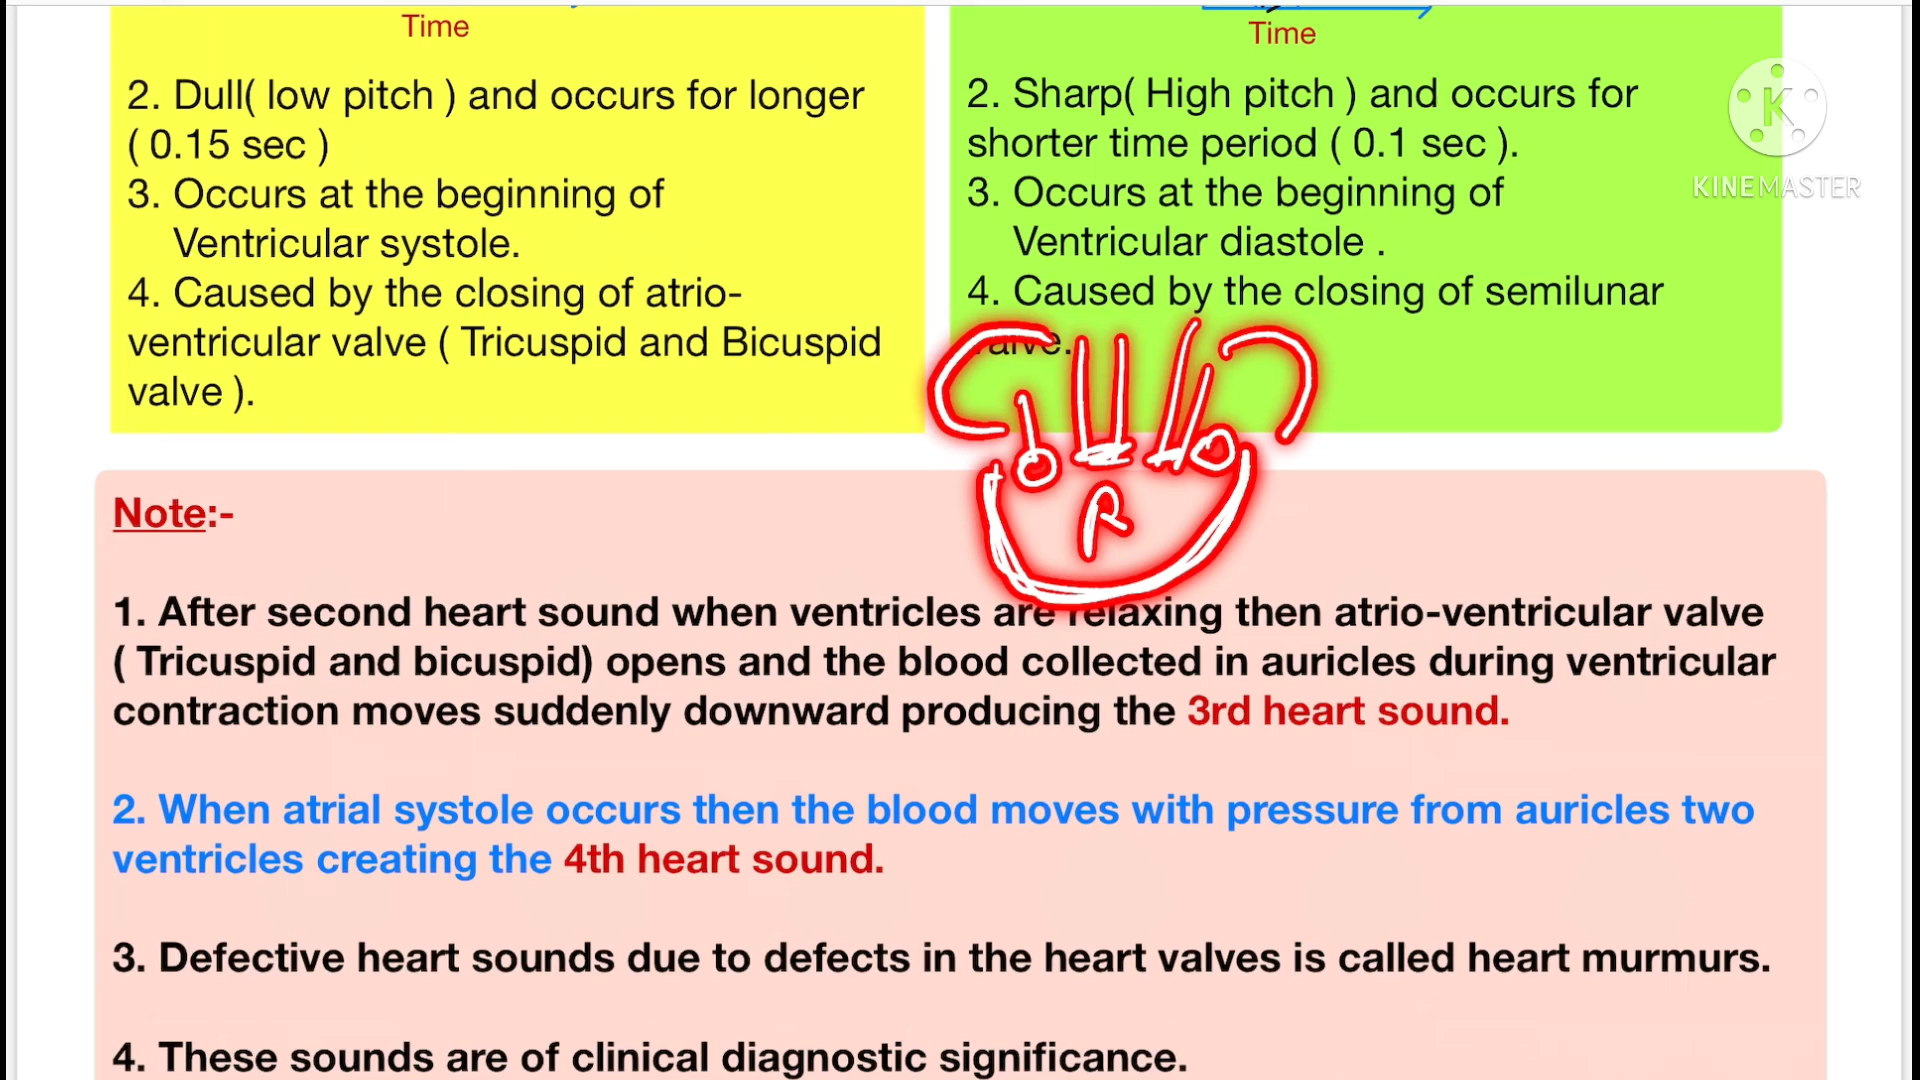 Time
2. Dull( low pitch ) and occurs for longer
( 0.15 sec )
3. Occurs at the beginning of
Ventricular systole.
4. Caused by the closing of atrio-
ventricular valve ( Tricuspid and Bicuspid
valve ).
Time
2. Sharp( High pitch ) and occurs for
shorter time period ( 0.1 sec ).
3. Occurs at the beginning of
Ventricular diastole .
4. Caused by the closing of semilunar
valve.
KINEMASTER
R
Note:-
1. After second heart sound when ventricles are relaxing then atrio-ventricular valve
( Tricuspid and bicuspid) opens and the blood collected in auricles during ventricular
contraction moves suddenly downward producing the 3rd heart sound.
2. When atrial systole occurs then the blood moves with pressure from auricles two
ventricles creating the 4th heart sound.
3. Defective heart sounds due to defects in the heart valves is called heart murmurs.
4. These sounds are of clinical diagnostic significance.